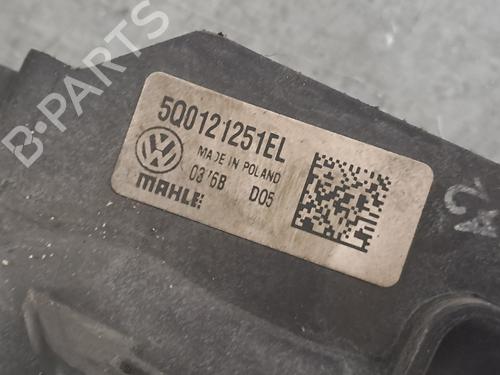 5Q0121251EL
MADE IN POLAND
03/6B D05
MAHLE
B-PARTS